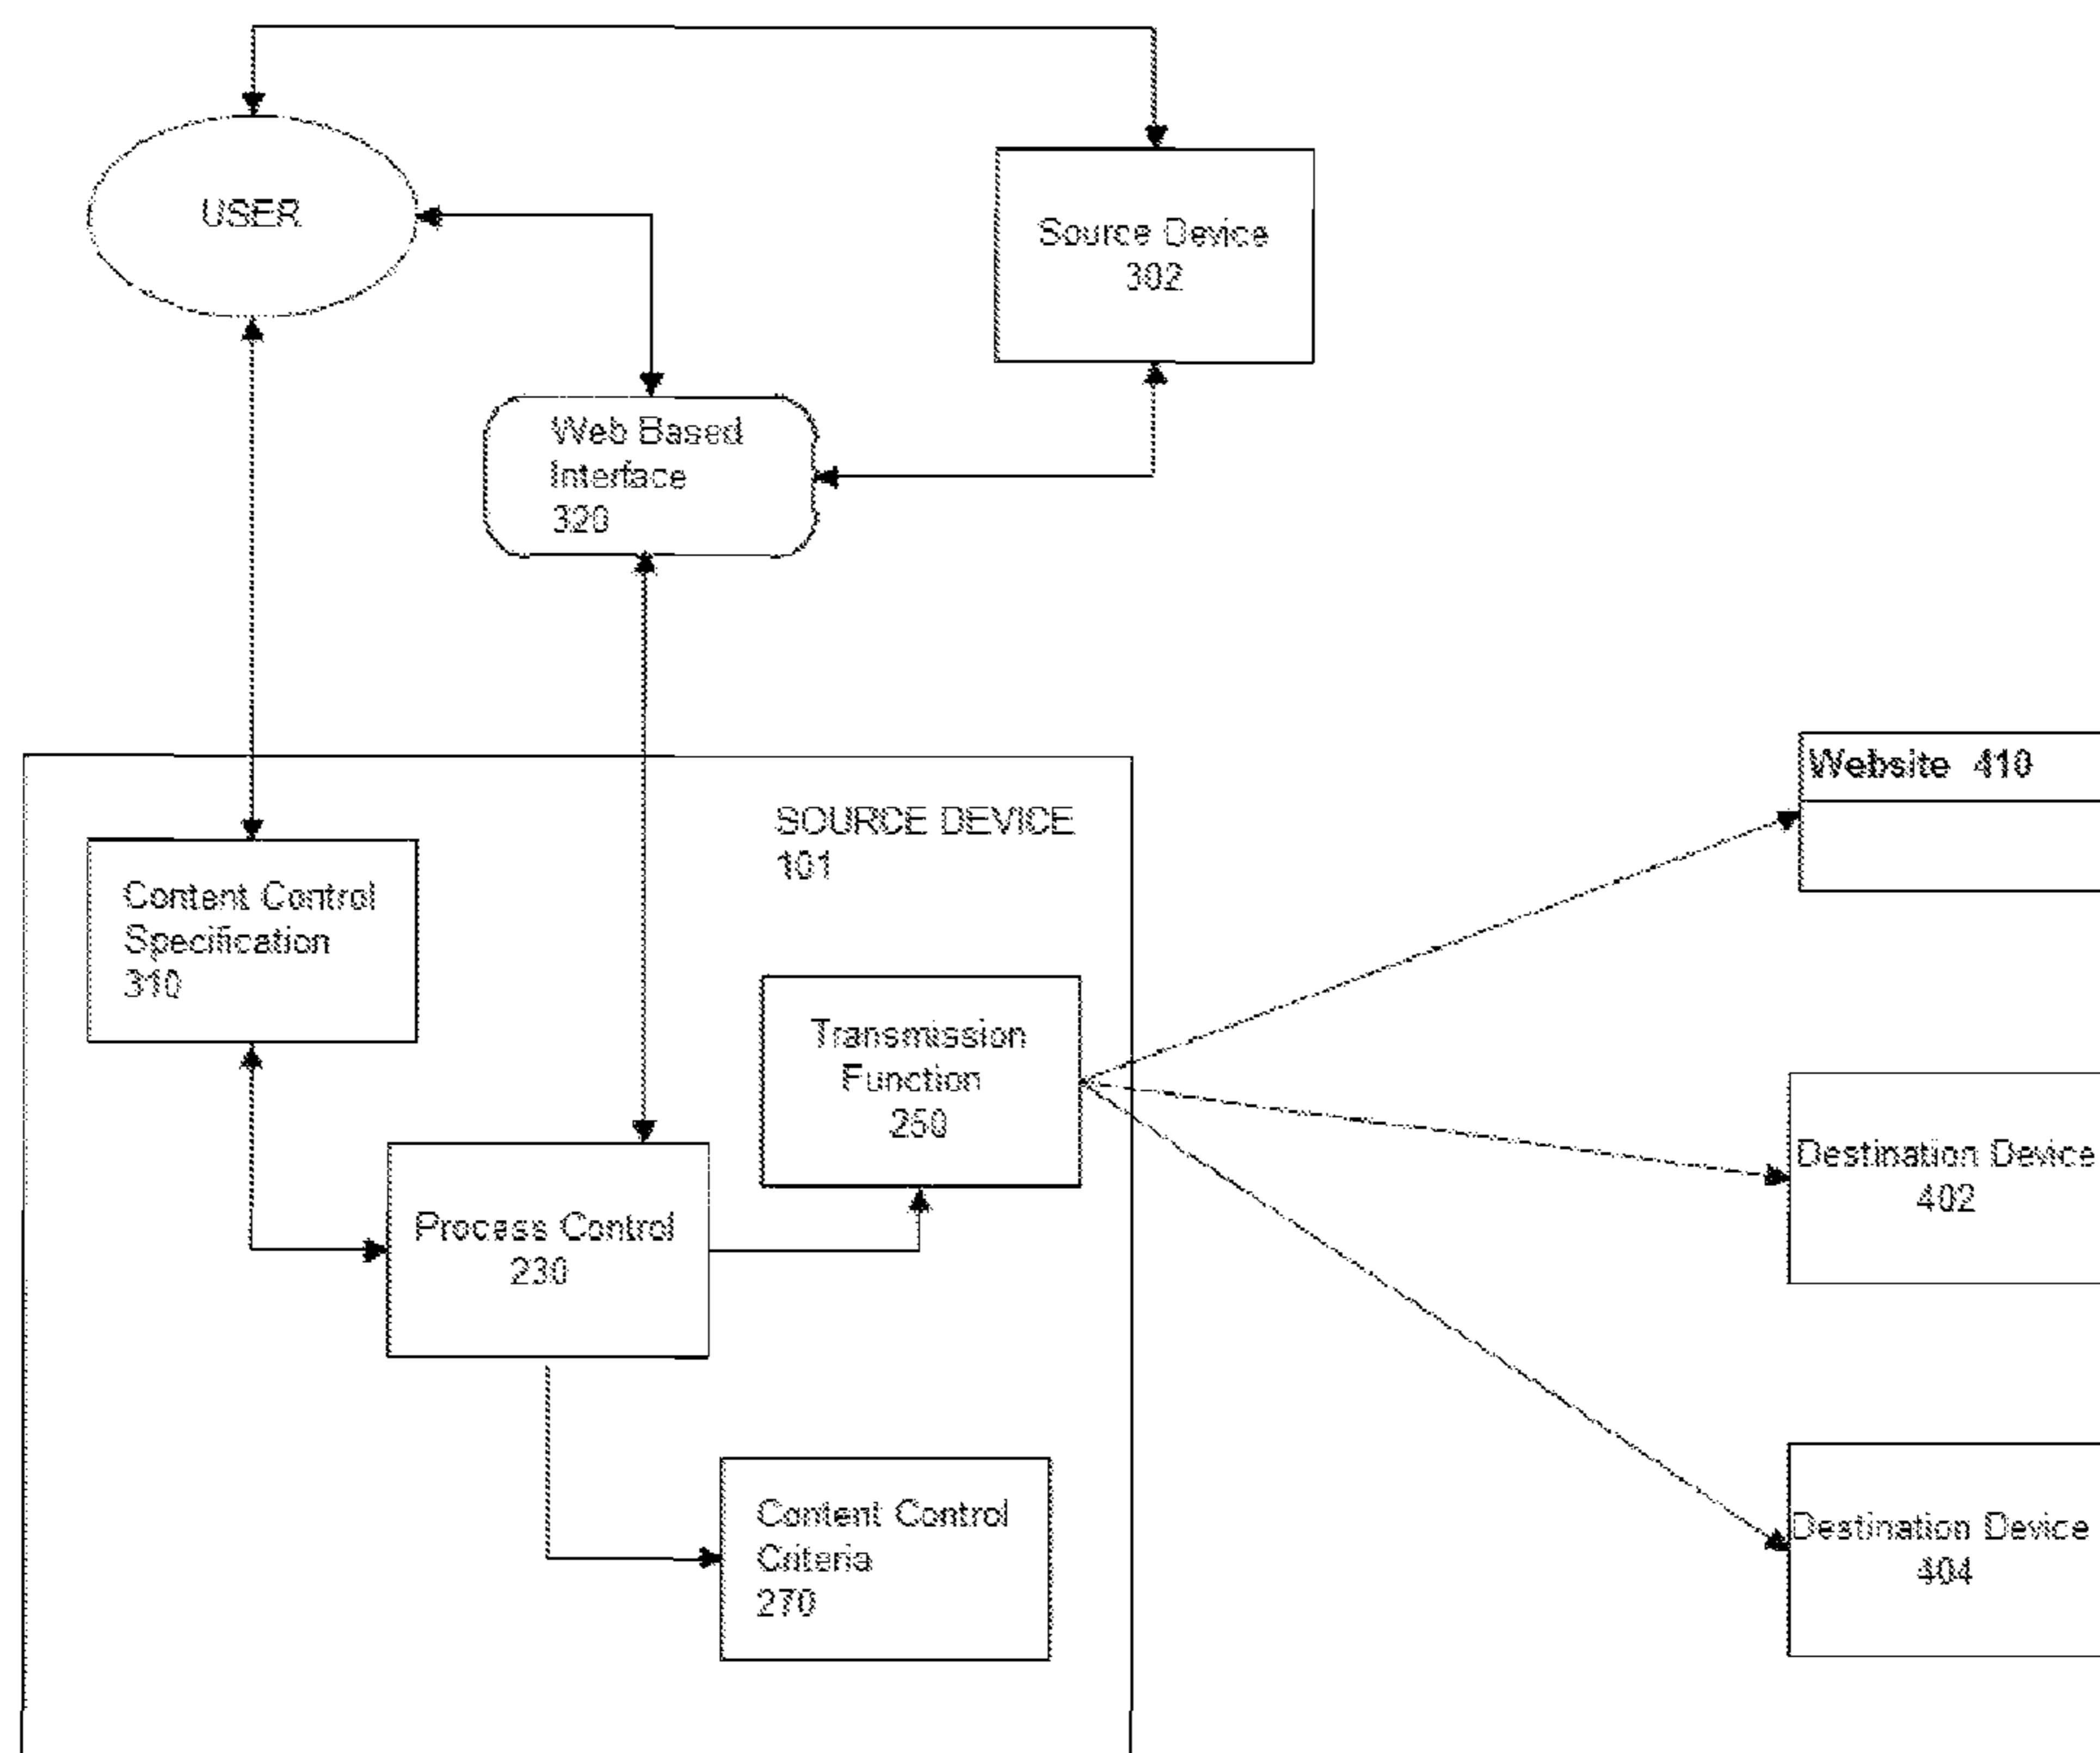 USER
Source Device
302
Web Based
Interface
320
SOURCE DEVICE
101
Website 410
Content Control
Specification
310
Transmission
Function
250
Destination Device
402
Process Control
230
Content Control
Criteria
270
Destination Device
404